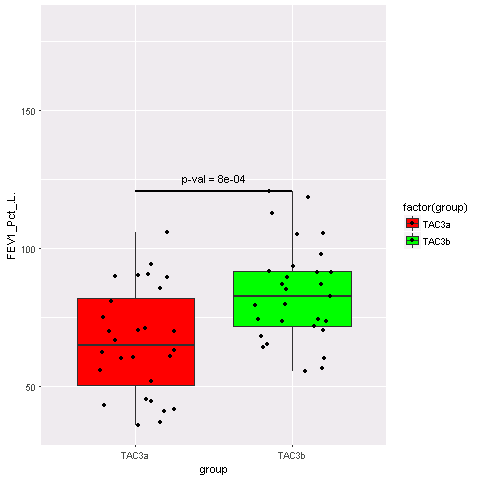 150
100
50
FEV1_Pct_L.
p-val = 8e-04
TAC3a
TAC3b
group
factor(group)
TAC3a
TAC3b